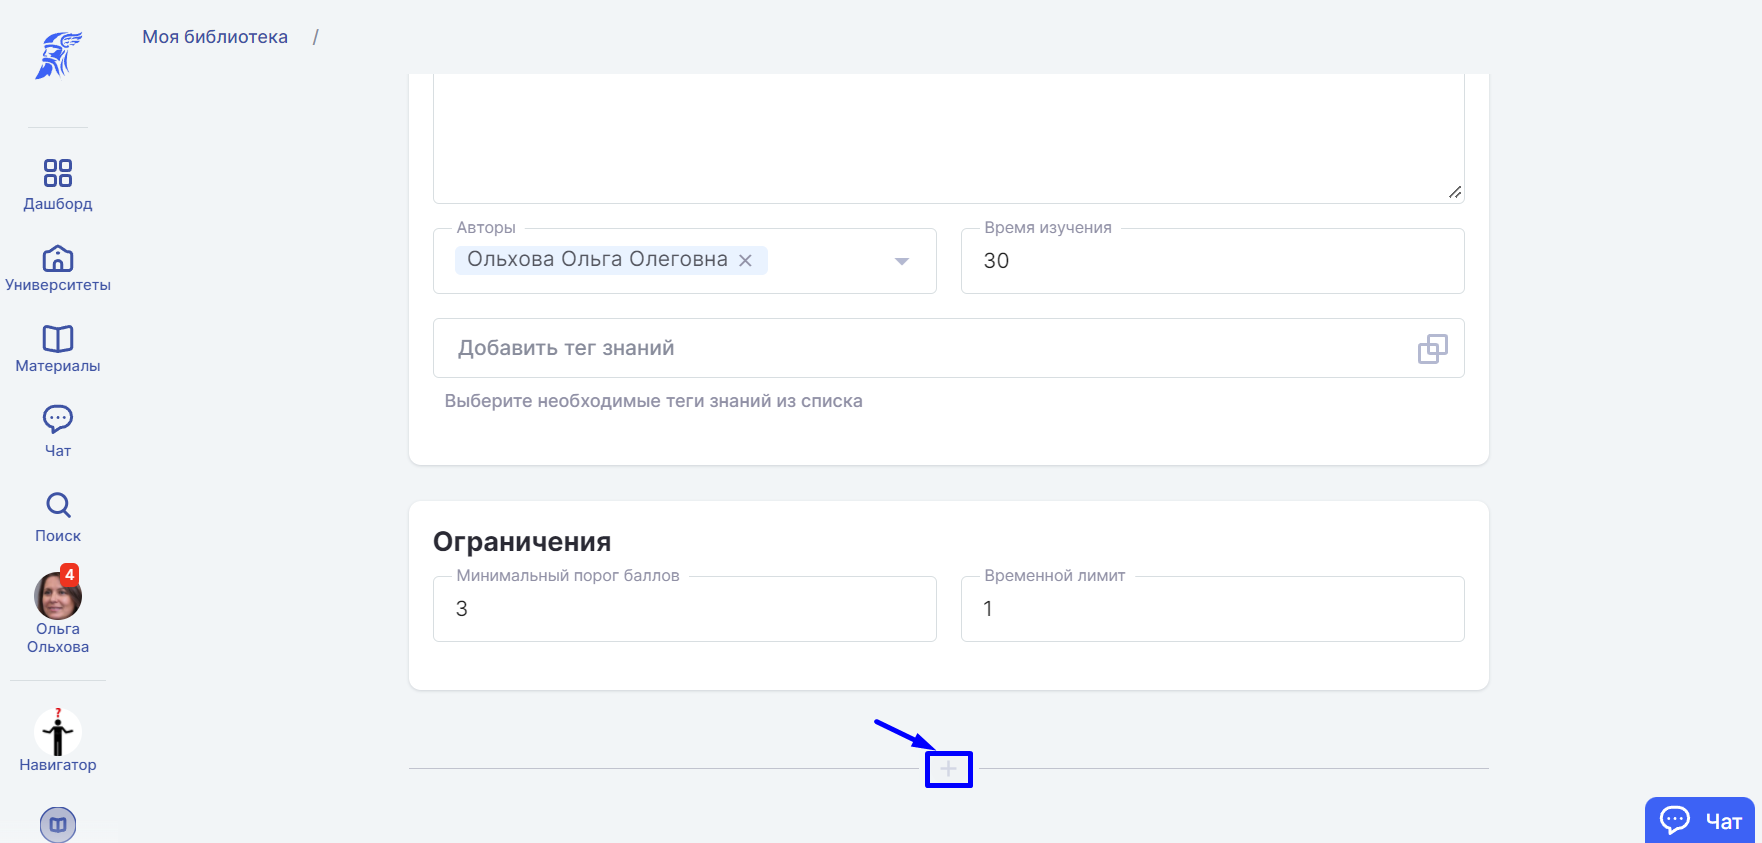 Моя библиотека /
Дашборд
Университеты
Материалы
Чат
Поиск
4
Ольга
Ольхова
?
Навигатор
Авторы
Ольхова Ольга Олеговна ×
Время изучения
30
Добавить тег знаний
Выберите необходимые теги знаний из списка
Ограничения
Минимальный порог баллов
3
Временной лимит
1
+
Чат